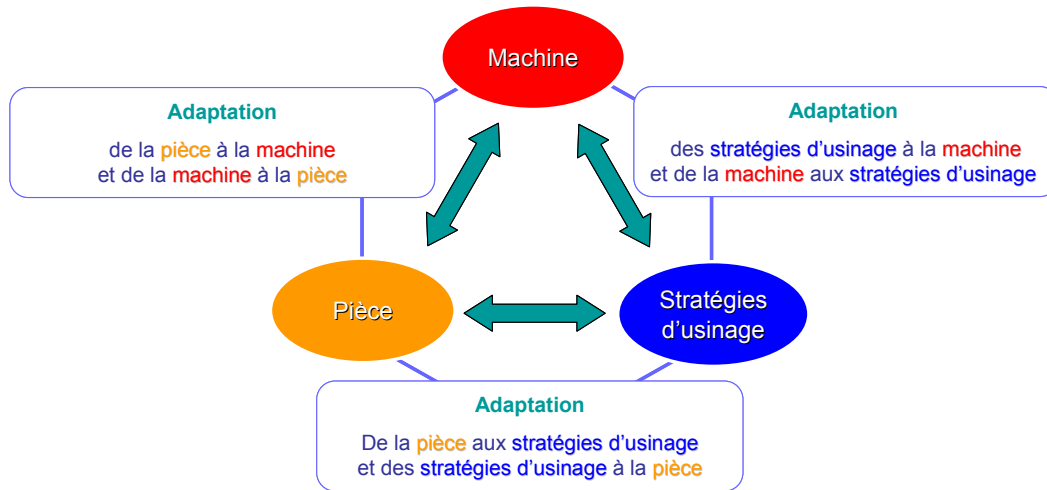 Machine
Adaptation
de la pièce à la machine
et de la machine à la pièce
Adaptation
des stratégies d'usinage à la machine
et de la machine aux stratégies d'usinage
Pièce
Stratégies
d'usinage
Adaptation
De la pièce aux stratégies d'usinage
et des stratégies d'usinage à la pièce